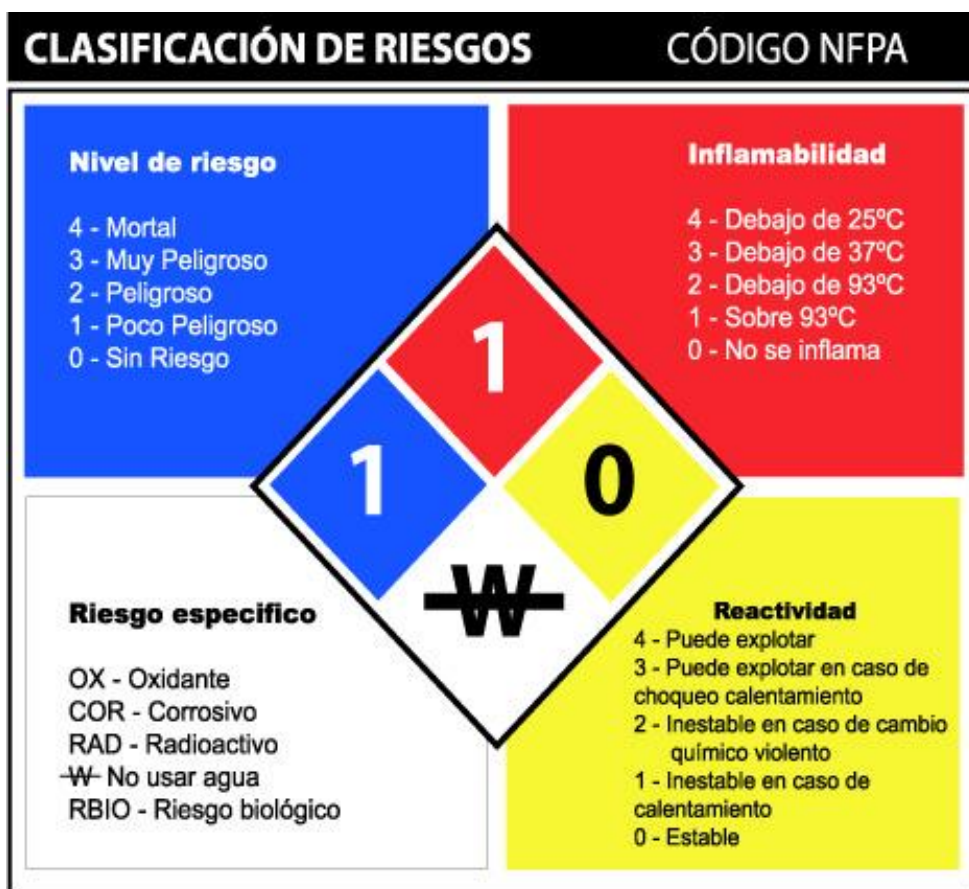 CLASIFICACIÓN DE RIESGOS CÓDIGO NFPA
Nivel de riesgo
4 - Mortal
3 - Muy Peligroso
2 - Peligroso
1 - Poco Peligroso
0 - Sin Riesgo
Inflamabilidad
4 - Debajo de 25ºC
3 - Debajo de 37ºC
2 - Debajo de 93ºC
1 - Sobre 93ºC
0 - No se inflama
1
1
0
W
Riesgo especifico
OX - Oxidante
COR - Corrosivo
RAD - Radioactivo
W No usar agua
RBIO - Riesgo biológico
Reactividad
4 - Puede explotar
3 - Puede explotar en caso de
choqueo calentamiento
2 - Inestable en caso de cambio
químico violento
1 - Inestable en caso de
calentamiento
0 - Estable